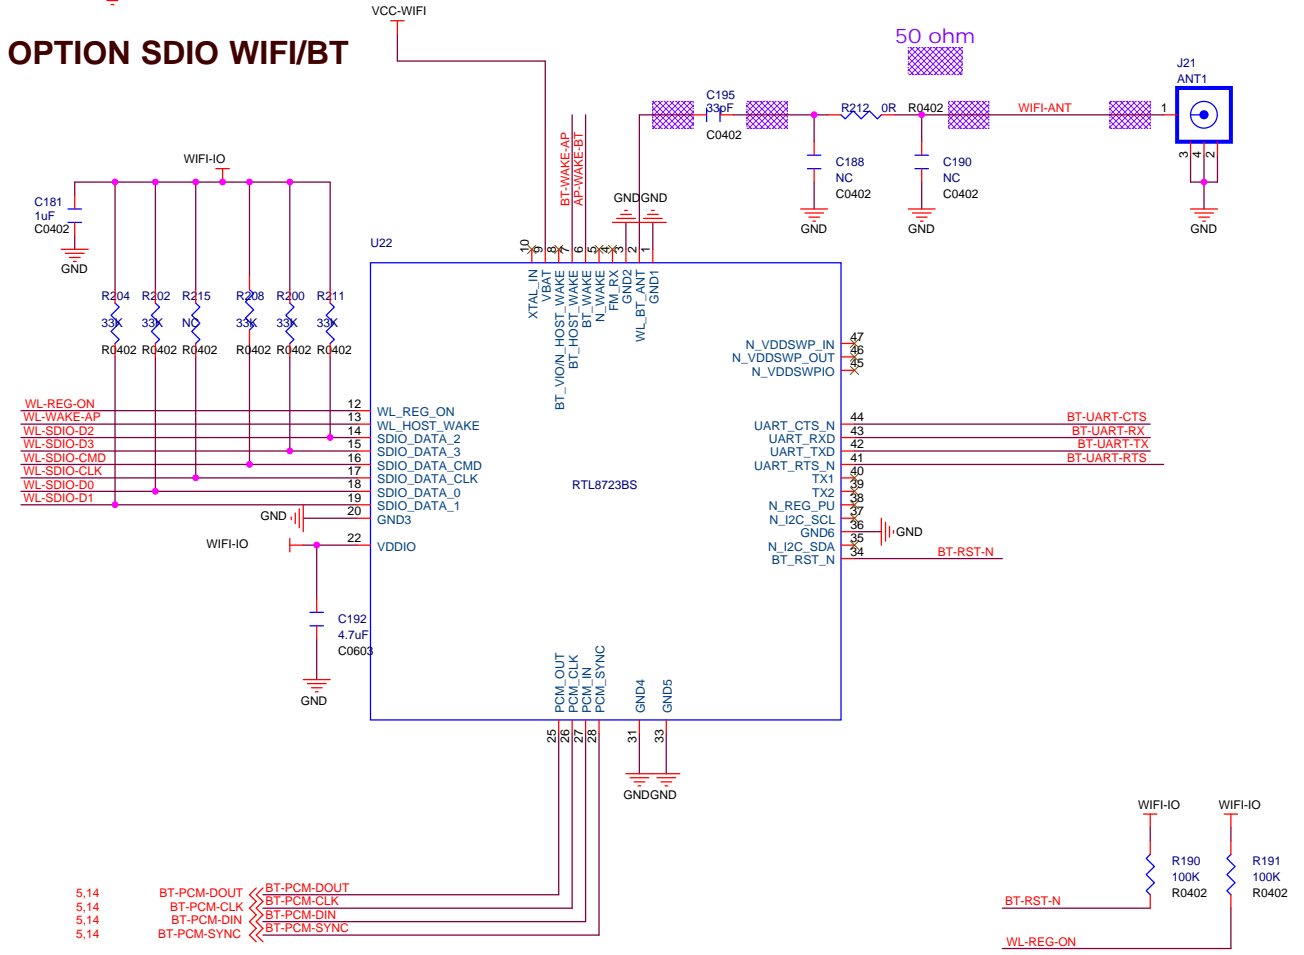 VCC-WIFI
OPTION SDIO WIFI/BT
50 ohm
J21
ANT1
C195
33pF
C0402
R212 0R R0402
WIFI-ANT
1
3
4
2
GND
C188
NC
C0402
GND
C190
NC
C0402
GND
BT-WAKE-AP
AP-WAKE-BT
GND
GND
WIFI-IO
C181
1uF
C0402
GND
R204
33K
R0402
R202
33K
R0402
R215
NC
R0402
R208
33K
R0402
R200
33K
R0402
R211
33K
R0402
U22
RTL8723BS
10 XTAL_IN
9 VBAT
8 BT_VIO/N_HOST_WAKE
7 BT_HOST_WAKE
6 BT_WAKE
5 N_WAKE
4 FM_RX
3 GND2
2 WL_BT_ANT
1 GND1
WL-REG-ON 12 WL_REG_ON
WL-WAKE-AP 13 WL_HOST_WAKE
WL-SDIO-D2 14 SDIO_DATA_2
WL-SDIO-D3 15 SDIO_DATA_3
WL-SDIO-CMD 16 SDIO_DATA_CMD
WL-SDIO-CLK 17 SDIO_DATA_CLK
WL-SDIO-D0 18 SDIO_DATA_0
WL-SDIO-D1 19 SDIO_DATA_1
GND 20 GND3
WIFI-IO 22 VDDIO
C192
4.7uF
C0603
GND
N_VDDSWP_IN 47
N_VDDSWP_OUT 46
N_VDDSWPIO 45
UART_CTS_N 44 BT-UART-CTS
UART_RXD 43 BT-UART-RX
UART_TXD 42 BT-UART-TX
UART_RTS_N 41 BT-UART-RTS
TX1 40
TX2 39
N_REG_PU 38
N_I2C_SCL 37
GND6 36 GND
N_I2C_SDA 35
BT_RST_N 34 BT-RST-N
PCM_OUT 25
PCM_CLK 26
PCM_IN 27
PCM_SYNC 28
GND4 31
GND5 33
GND
GND
5,14 BT-PCM-DOUT BT-PCM-DOUT
5,14 BT-PCM-CLK BT-PCM-CLK
5,14 BT-PCM-DIN BT-PCM-DIN
5,14 BT-PCM-SYNC BT-PCM-SYNC
WIFI-IO
WIFI-IO
R190
100K
R0402
R191
100K
R0402
BT-RST-N
WL-REG-ON